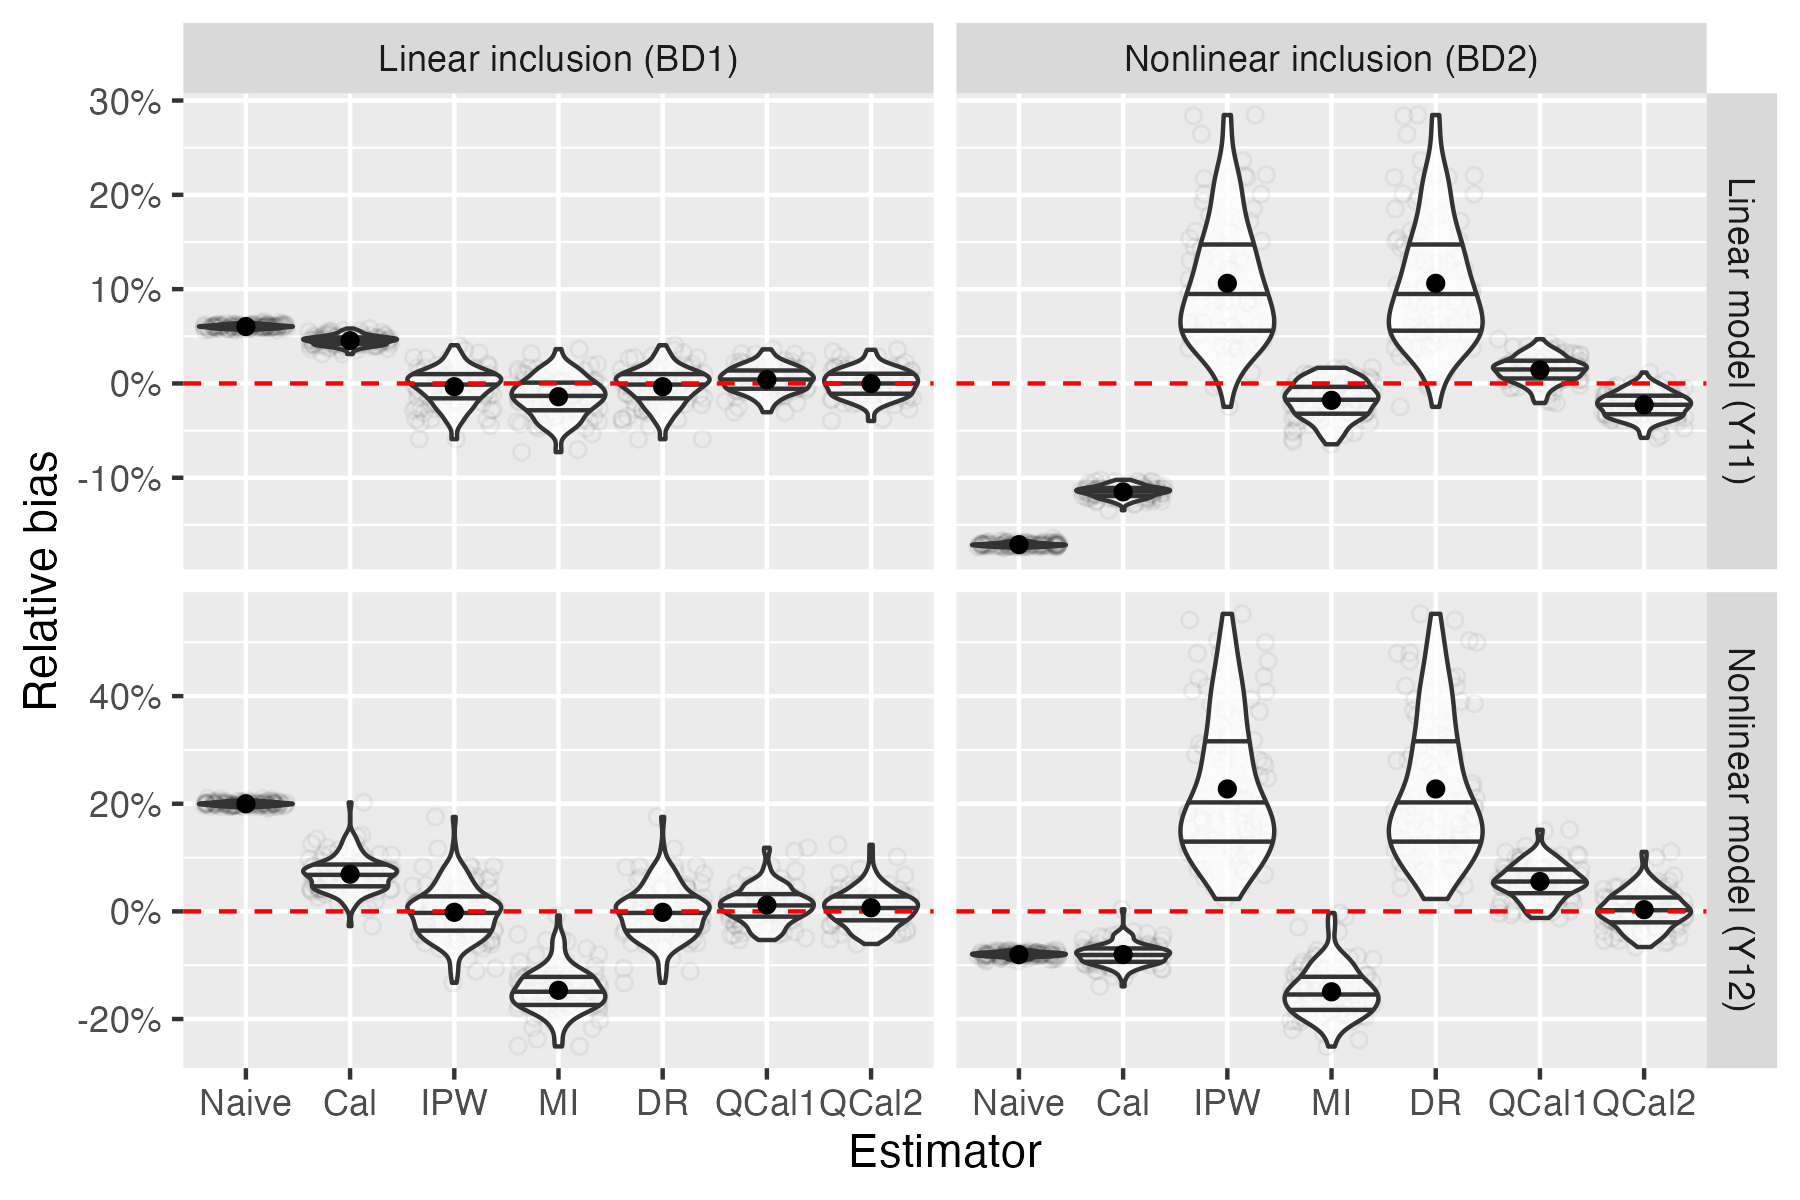 Linear inclusion (BD1)
Nonlinear inclusion (BD2)
30%
20%
10%
0%
-10%
Linear model (Y11)
40%
20%
0%
-20%
Nonlinear model (Y12)
Relative bias
Naive Cal IPW MI DR QCal1 QCal2
Naive Cal IPW MI DR QCal1 QCal2
Estimator